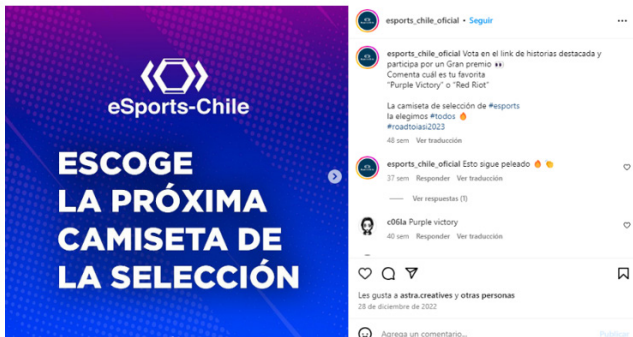 eSports-Chile
ESCOGE
LA PRÓXIMA
CAMISETA DE
LA SELECCIÓN
esports_chile_oficial • Seguir
esports_chile_oficial Vota en el link de historias destacada y
participa por un Gran premio 👀
Comenta cuál es tu favorita
"Purple Victory" o "Red Riot"
La camiseta de selección de #esports
la elegimos #todos 🔥
#roadtoiasi2023
48 sem Ver traducción
esports_chile_oficial Esto sigue peleado 🔥 👏
37 sem Responder Ver traducción
Ver respuestas (1)
c06la Purple victory
40 sem Responder Ver traducción
Les gusta a astra.creatives y otras personas
28 de diciembre de 2022
Agrega un comentario...
Publicar